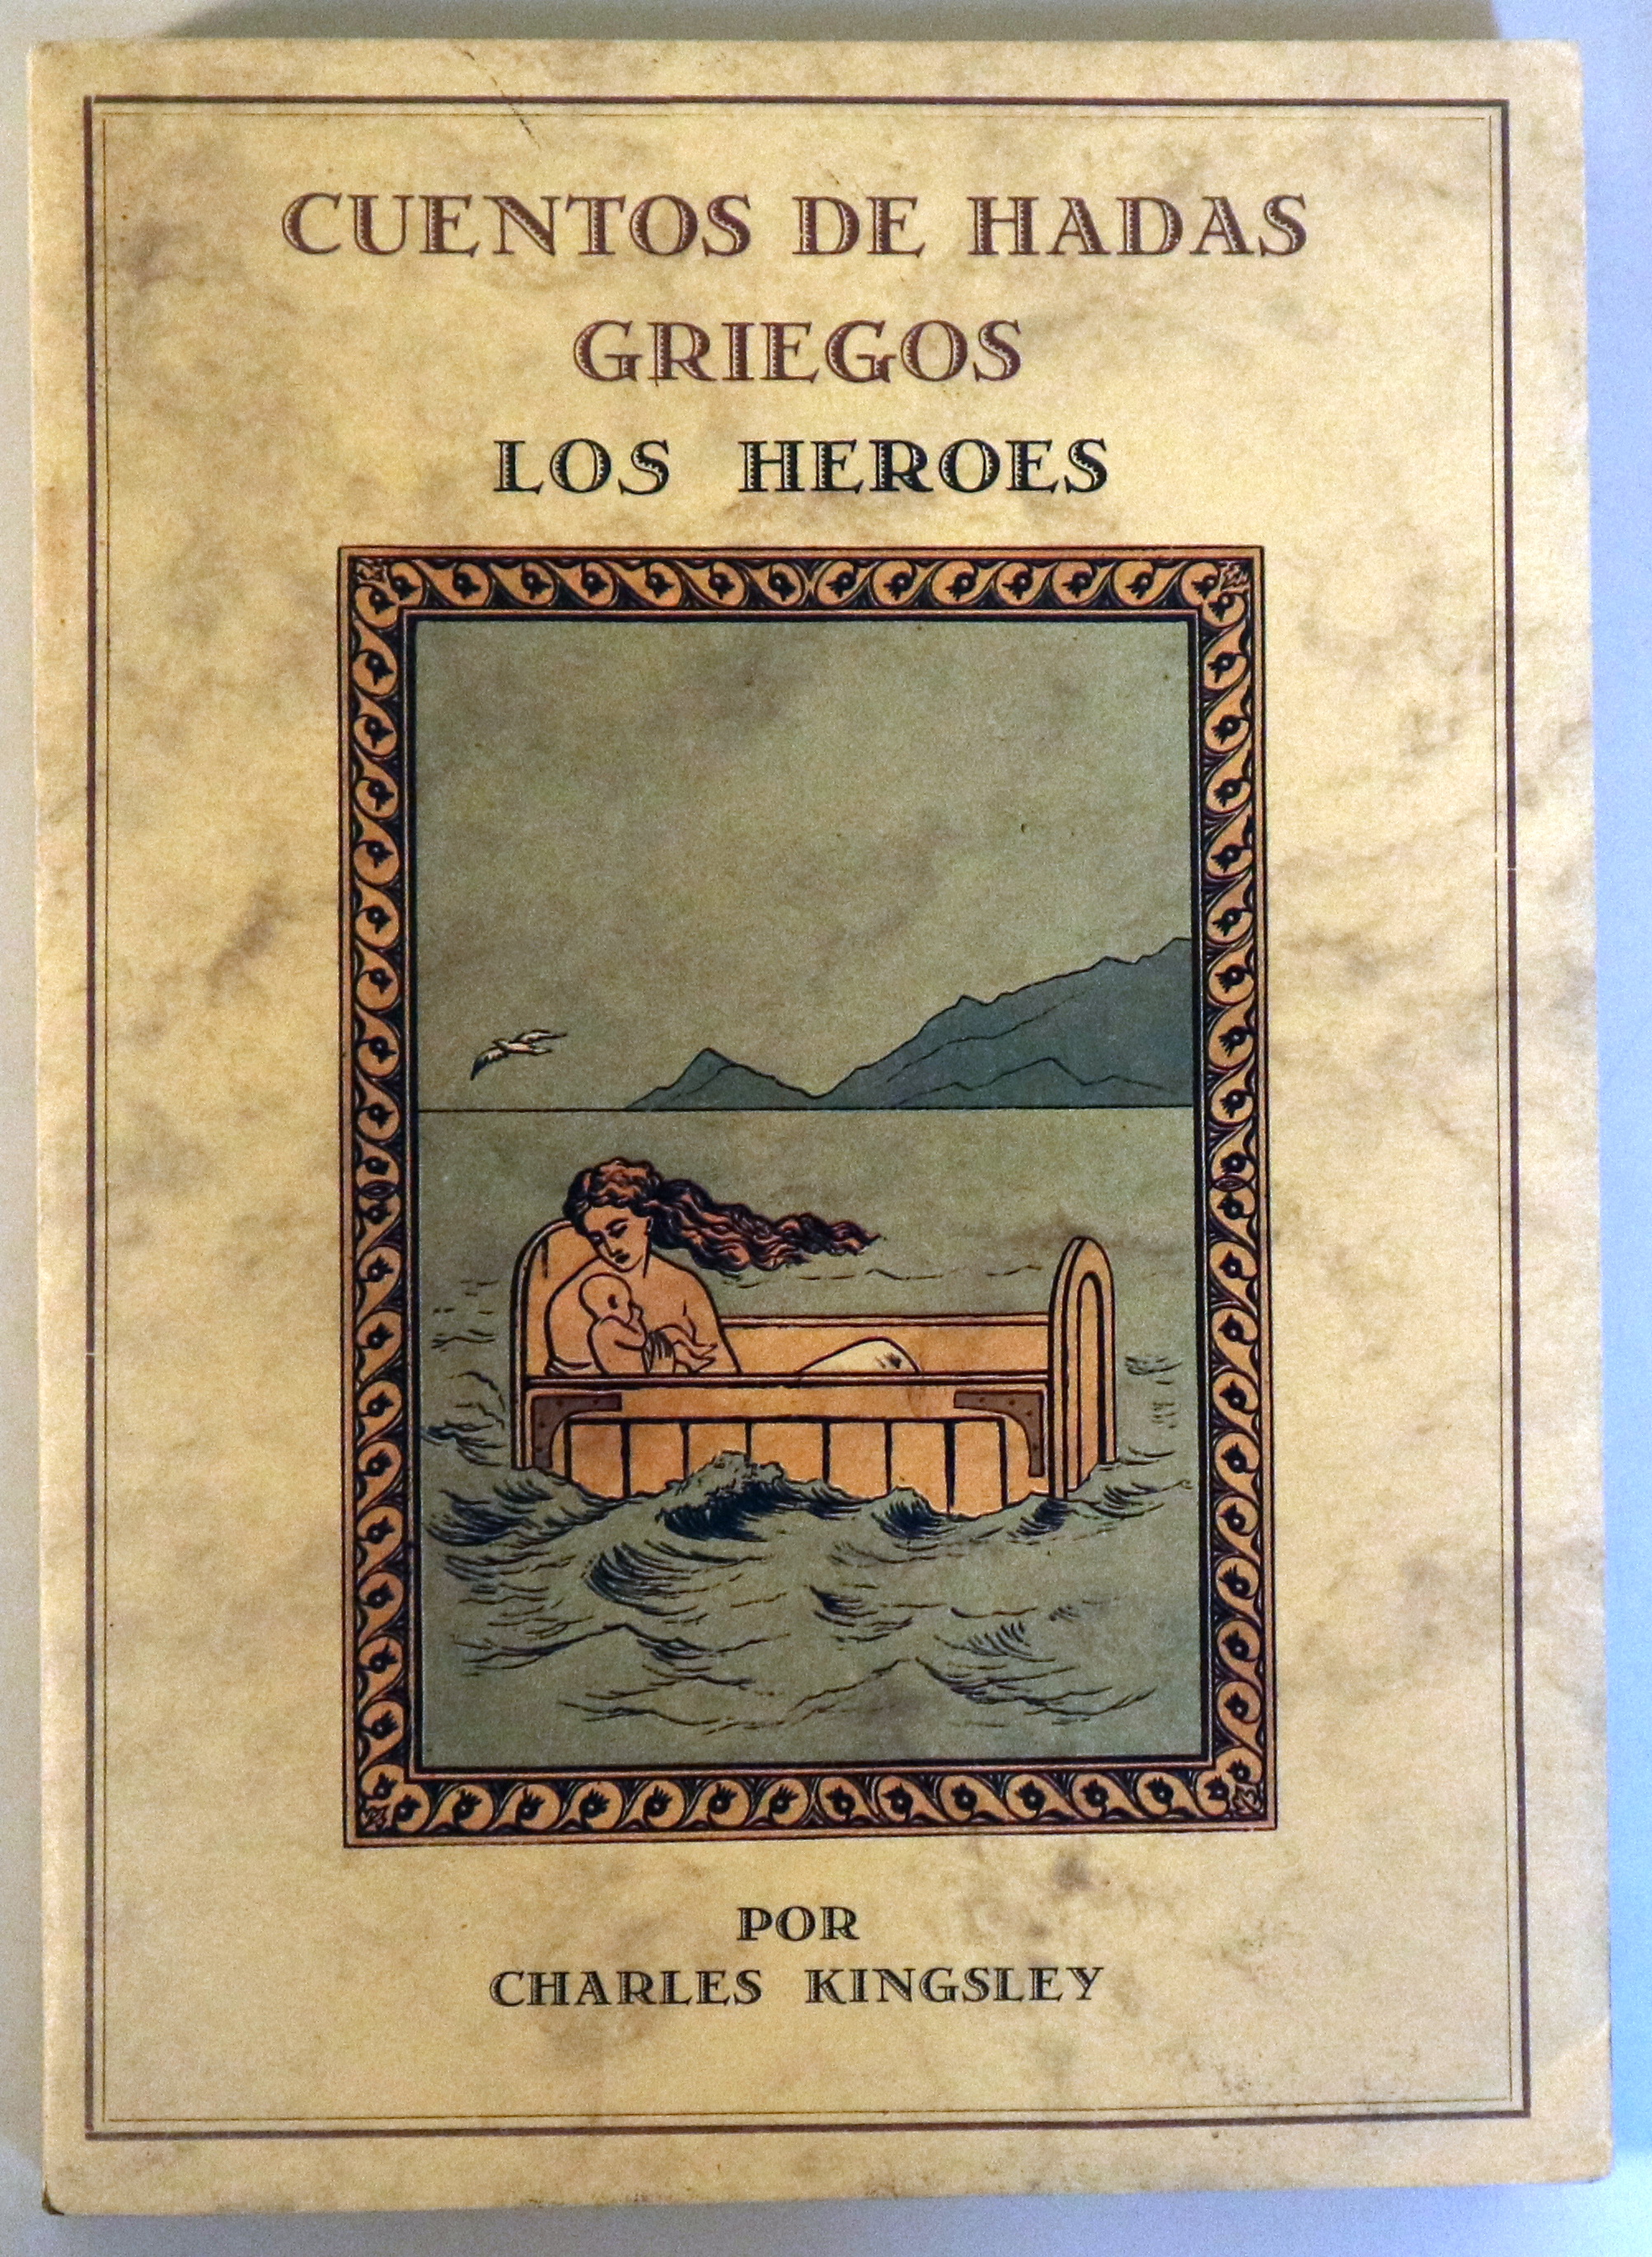 CUENTOS DE HADAS
GRIEGOS
LOS HEROES
POR
CHARLES KINGSLEY